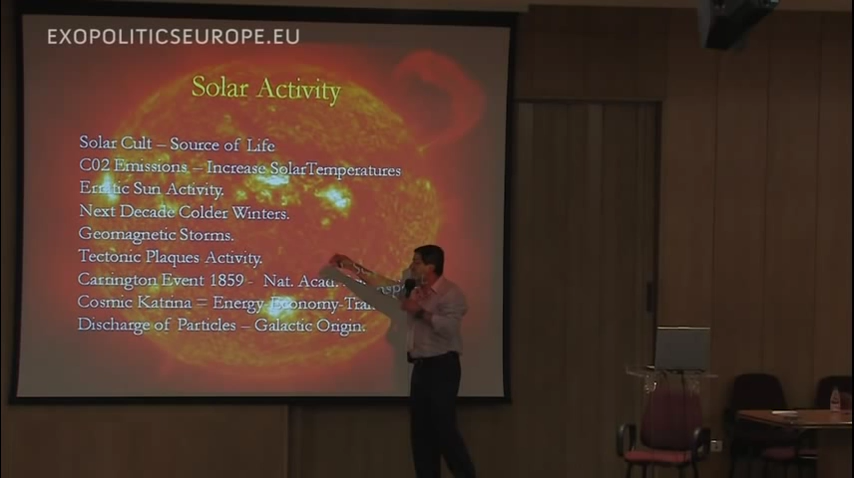 EXOPOLITICSEUROPE.EU
Solar Activity
Solar Cult – Source of Life
C02 Emissions – Increase SolarTemperatures
Erratic Sun Activity.
Next Decade Colder Winters.
Geomagnetic Storms.
Tectonic Plaques Activity.
Carrington Event 1859 - Nat.
Cosmic Katrina = Energy-Economy-
Discharge of Particles – Galactic Origin.